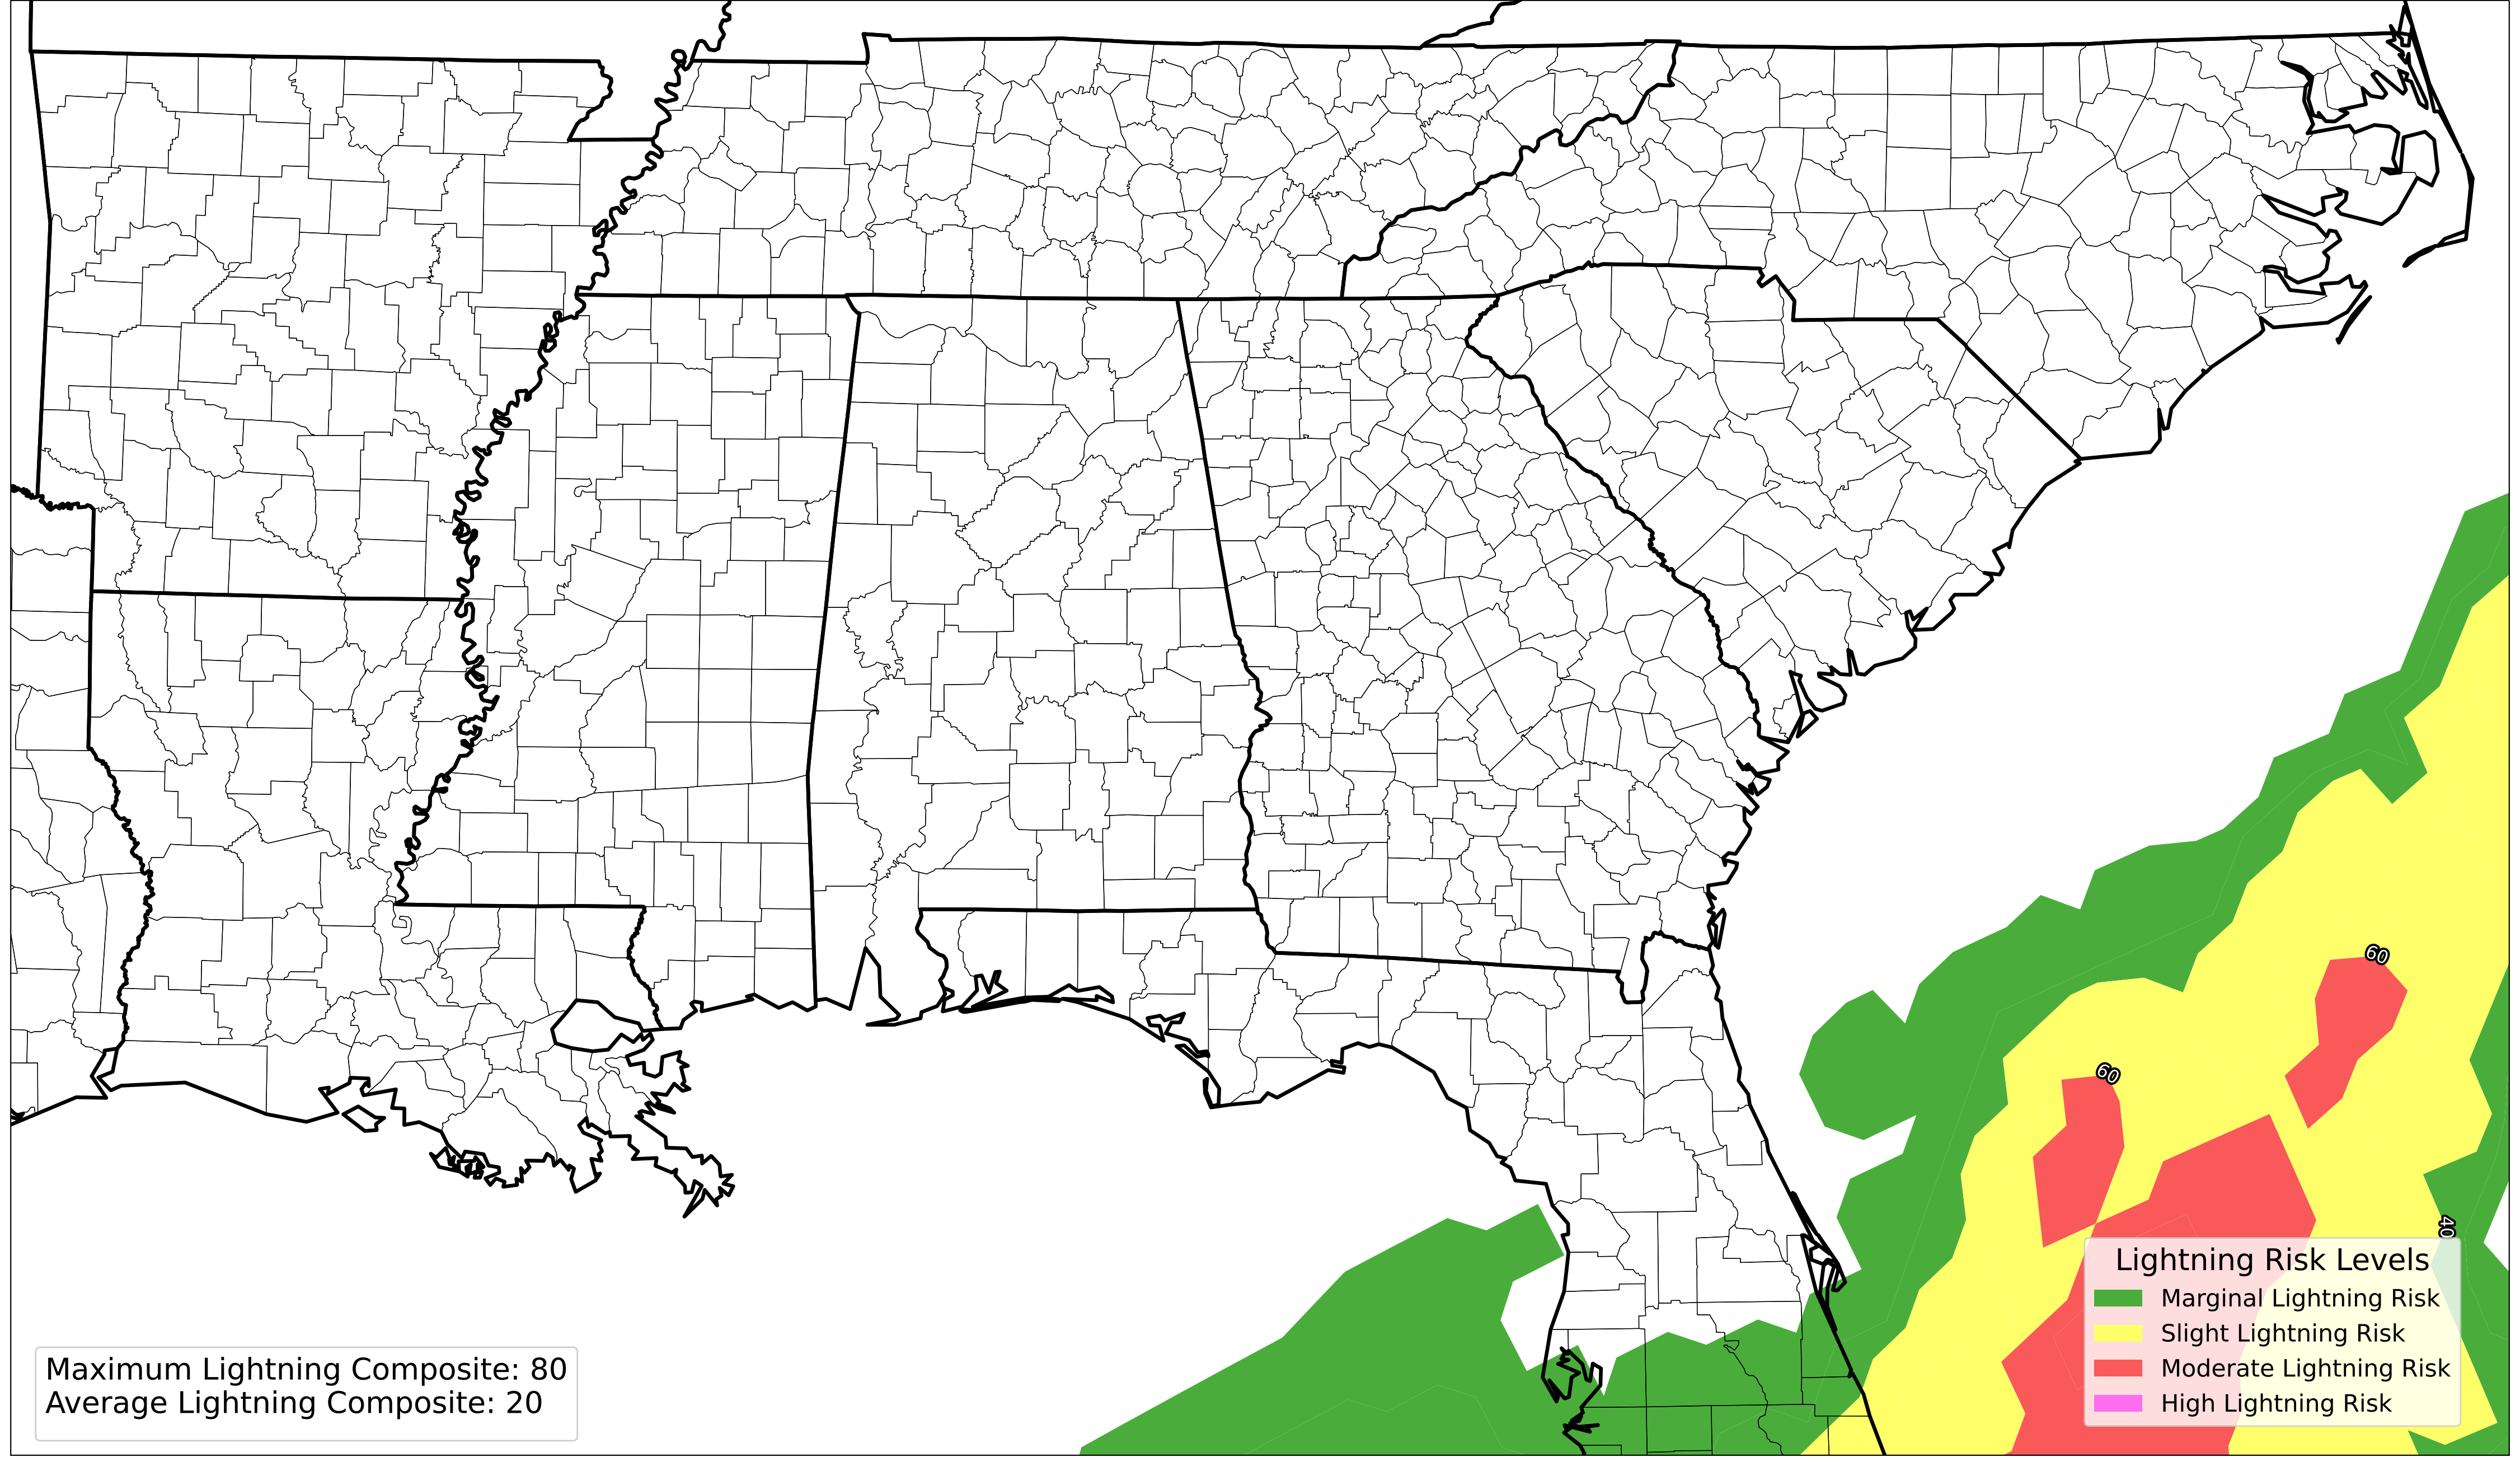 60
60
40
Lightning Risk Levels
Marginal Lightning Risk
Slight Lightning Risk
Moderate Lightning Risk
High Lightning Risk
Maximum Lightning Composite: 80
Average Lightning Composite: 20